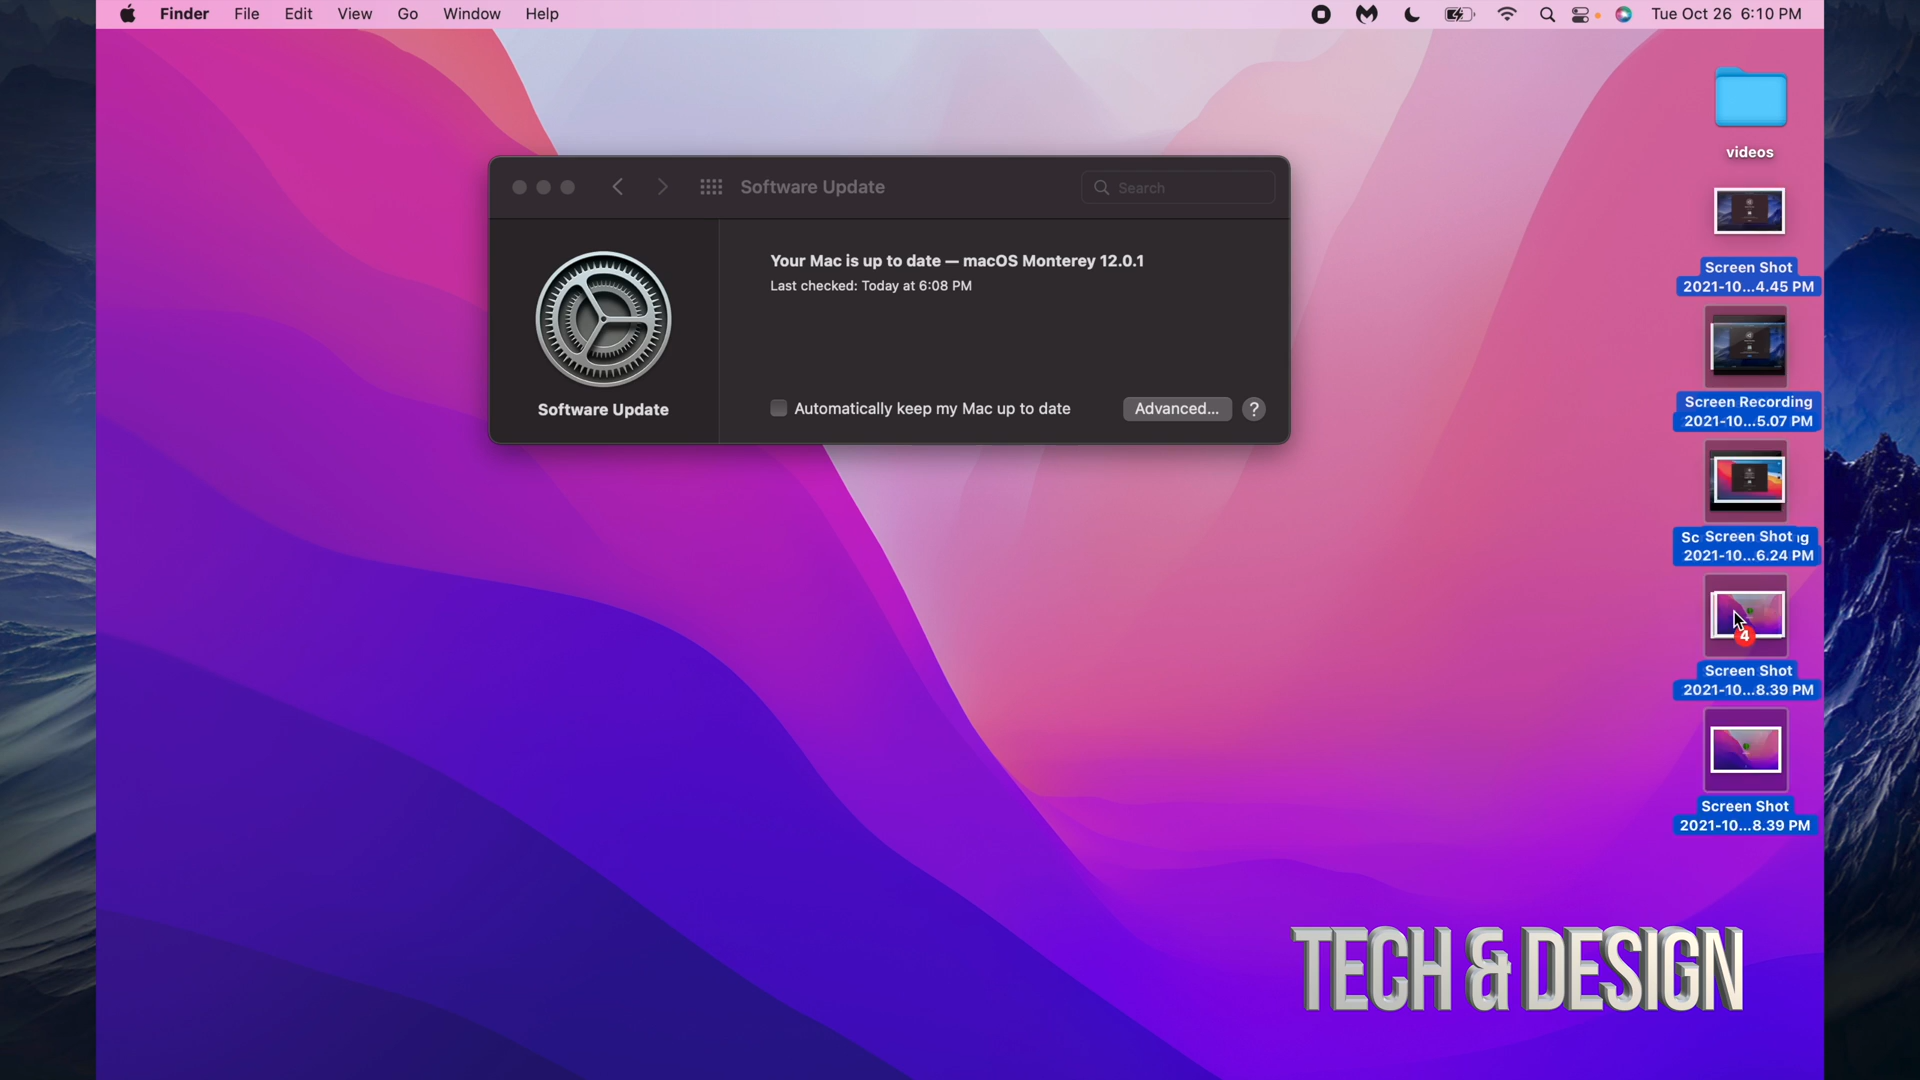 Finder File Edit View Go Window Help Tue Oct 26 6:10 PM
videos
Software Update
Search
Your Mac is up to date — macOS Monterey 12.0.1
Last checked: Today at 6:08 PM
Software Update
Automatically keep my Mac up to date
Advanced...
?
Screen Shot
2021-10...4.45 PM
Screen Recording
2021-10...5.07 PM
Sc Screen Shot ng
2021-10...6.24 PM
4
Screen Shot
2021-10...8.39 PM
Screen Shot
2021-10...8.39 PM
TECH & DESIGN